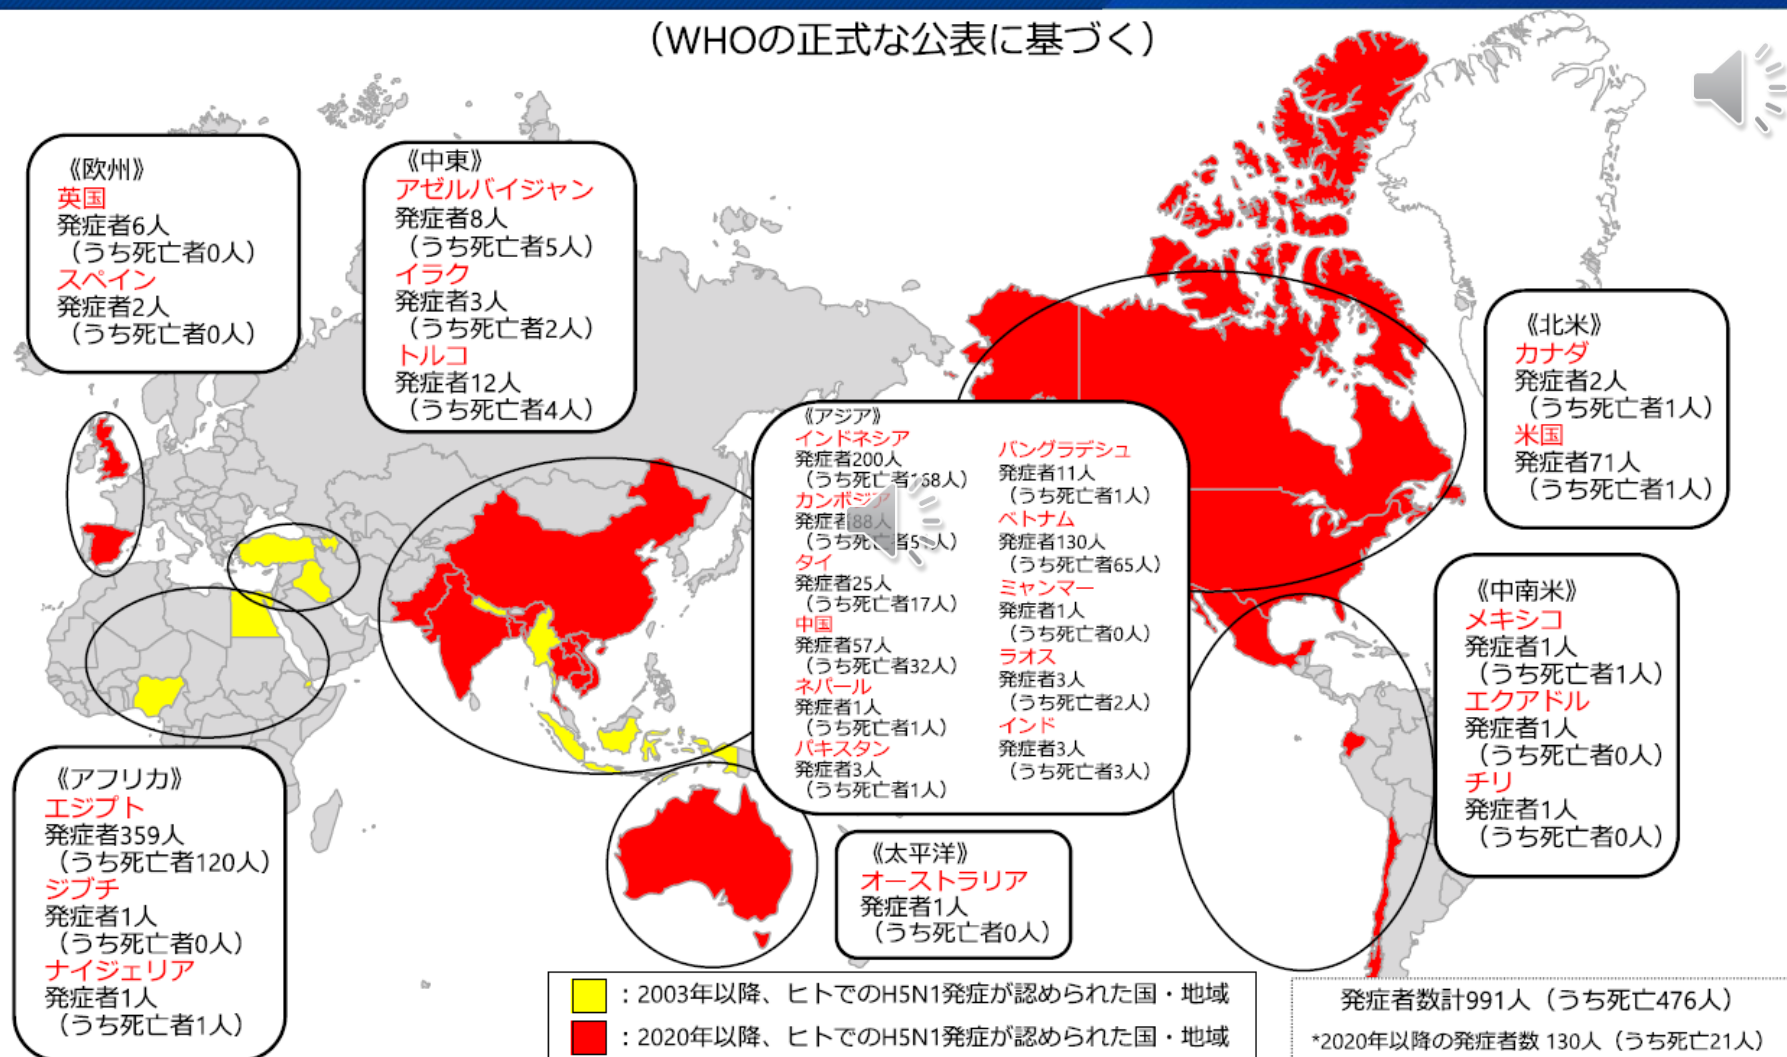 （WHOの正式な公表に基づく）
《欧州》
英国
発症者6人
（うち死亡者0人）
スペイン
発症者2人
（うち死亡者0人）
《中東》
アゼルバイジャン
発症者8人
（うち死亡者5人）
イラク
発症者3人
（うち死亡者2人）
トルコ
発症者12人
（うち死亡者4人）
《アジア》
インドネシア
発症者200人
（うち死亡者168人）
カンボジア
発症者88人
（うち死亡者
タイ
発症者25人
（うち死亡者17人）
中国
発症者57人
（うち死亡者32人）
ネパール
発症者1人
（うち死亡者1人）
パキスタン
発症者3人
（うち死亡者1人）
バングラデシュ
発症者11人
（うち死亡者1人）
ベトナム
発症者130人
（うち死亡者65人）
ミャンマー
発症者1人
（うち死亡者0人）
ラオス
発症者3人
（うち死亡者2人）
インド
発症者3人
（うち死亡者3人）
《北米》
カナダ
発症者2人
（うち死亡者1人）
米国
発症者71人
（うち死亡者1人）
《中南米》
メキシコ
発症者1人
（うち死亡者1人）
エクアドル
発症者1人
（うち死亡者0人）
チリ
発症者1人
（うち死亡者0人）
《アフリカ》
エジプト
発症者359人
（うち死亡者120人）
ジブチ
発症者1人
（うち死亡者0人）
ナイジェリア
発症者1人
（うち死亡者1人）
《太平洋》
オーストラリア
発症者1人
（うち死亡者0人）
：2003年以降、ヒトでのH5N1発症が認められた国・地域
：2020年以降、ヒトでのH5N1発症が認められた国・地域
発症者数計991人（うち死亡476人）
*2020年以降の発症者数 130人（うち死亡21人）